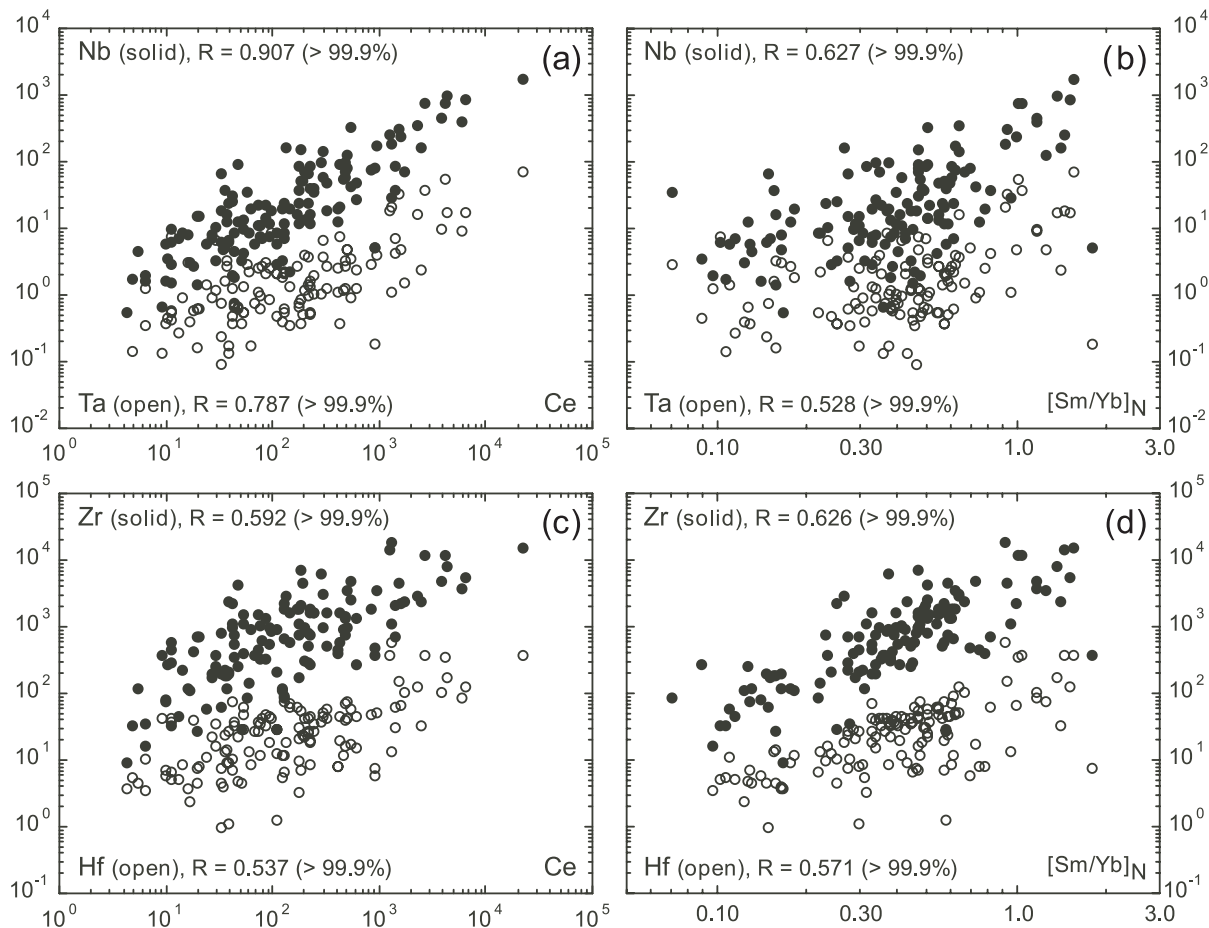 10^4
10^3
10^2
10^1
10^0
10^-1
10^-2
Nb (solid), R = 0.907 (> 99.9%)
(a)
Ta (open), R = 0.787 (> 99.9%)
Ce
10^0 10^1 10^2 10^3 10^4 10^5
Nb (solid), R = 0.627 (> 99.9%)
(b)
Ta (open), R = 0.528 (> 99.9%)
[Sm/Yb]N
0.10 0.30 1.0 3.0
10^4
10^3
10^2
10^1
10^0
10^-1
10^-2
10^5
10^4
10^3
10^2
10^1
10^0
10^-1
Zr (solid), R = 0.592 (> 99.9%)
(c)
Hf (open), R = 0.537 (> 99.9%)
Ce
10^0 10^1 10^2 10^3 10^4 10^5
Zr (solid), R = 0.626 (> 99.9%)
(d)
Hf (open), R = 0.571 (> 99.9%)
[Sm/Yb]N
0.10 0.30 1.0 3.0
10^5
10^4
10^3
10^2
10^1
10^0
10^-1